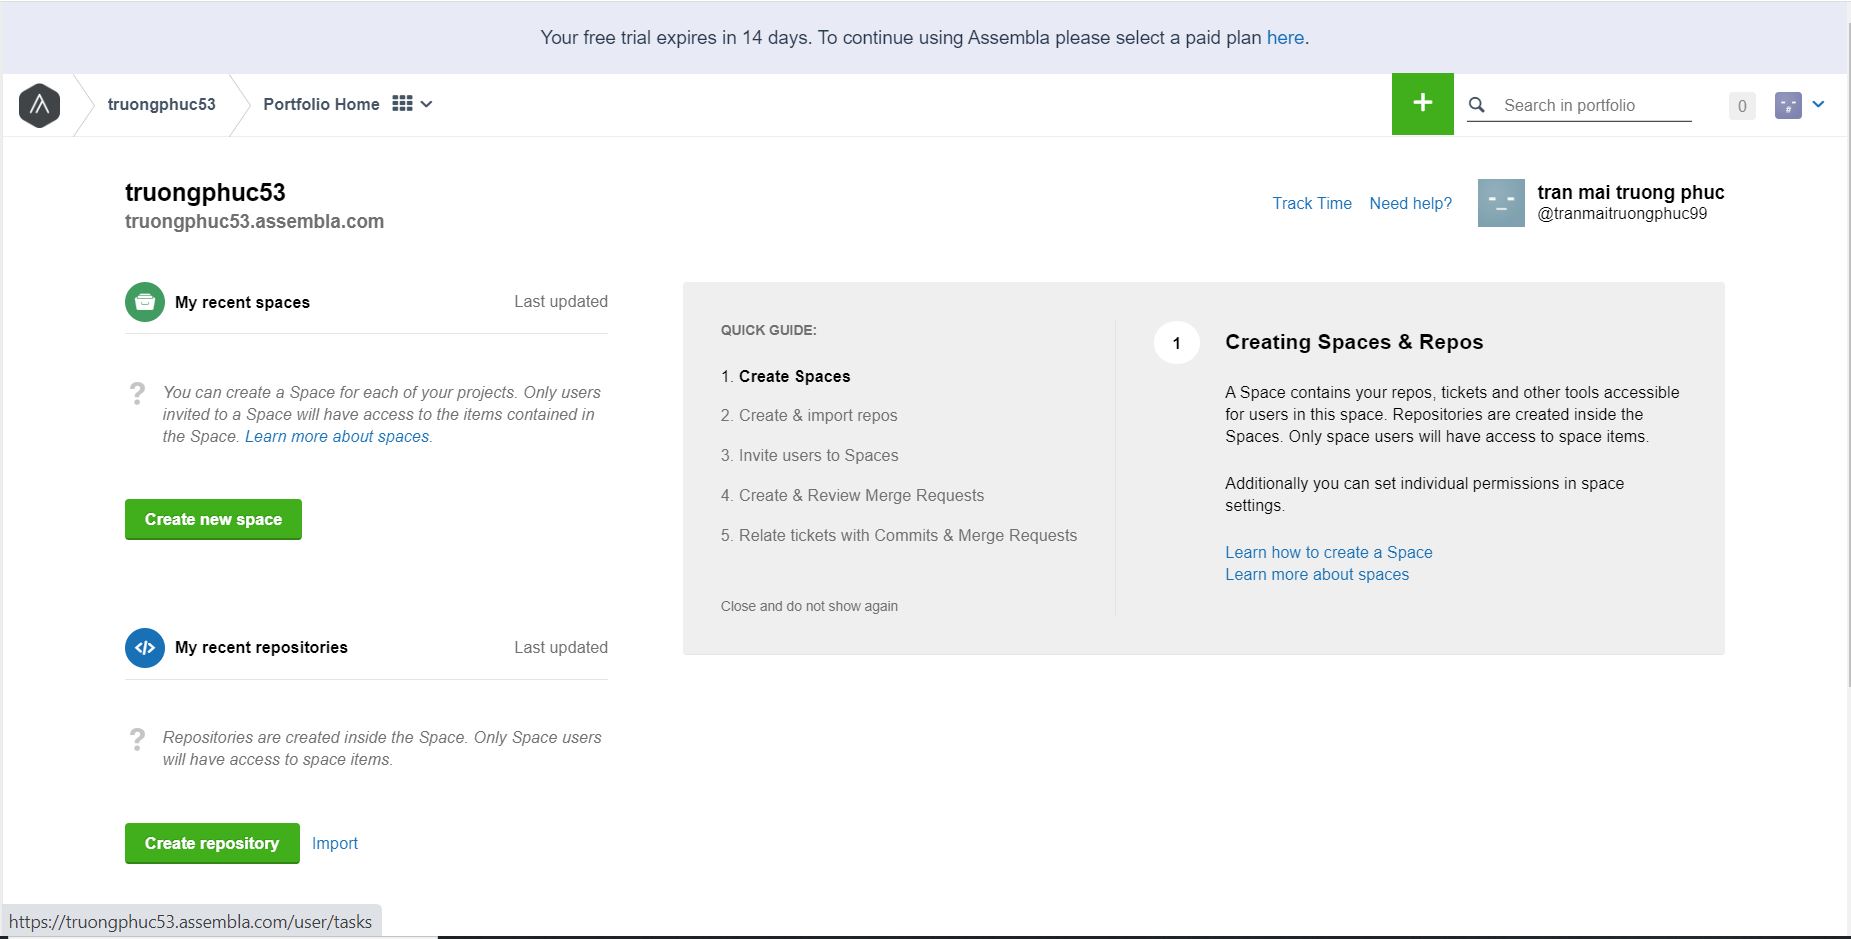 Your free trial expires in 14 days. To continue using Assembla please select a paid plan here.
truongphuc53
Portfolio Home
+
Search in portfolio
0
truongphuc53
truongphuc53.assembla.com
Track Time
Need help?
tran mai truong phuc
@tranmaitruongphuc99
My recent spaces
Last updated
? You can create a Space for each of your projects. Only users
invited to a Space will have access to the items contained in
the Space. Learn more about spaces.
Create new space
My recent repositories
Last updated
? Repositories are created inside the Space. Only Space users
will have access to space items.
Create repository
Import
QUICK GUIDE:
1. Create Spaces
2. Create & import repos
3. Invite users to Spaces
4. Create & Review Merge Requests
5. Relate tickets with Commits & Merge Requests
Close and do not show again
1
Creating Spaces & Repos
A Space contains your repos, tickets and other tools accessible
for users in this space. Repositories are created inside the
Spaces. Only space users will have access to space items.
Additionally you can set individual permissions in space
settings.
Learn how to create a Space
Learn more about spaces
https://truongphuc53.assembla.com/user/tasks